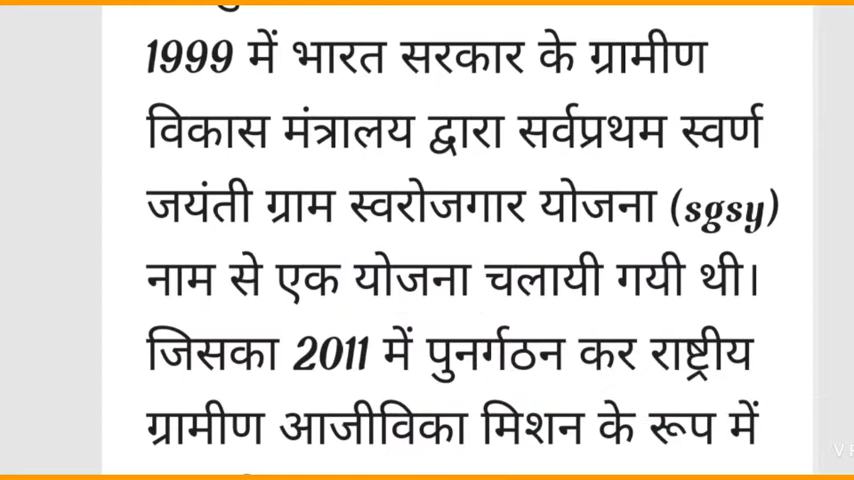 1999 में भारत सरकार के ग्रामीण
विकास मंत्रालय द्वारा सर्वप्रथम स्वर्ण
जयंती ग्राम स्वरोजगार योजना (sgsy)
नाम से एक योजना चलायी गयी थी।
जिसका 2011 में पुनर्गठन कर राष्ट्रीय
ग्रामीण आजीविका मिशन के रूप में